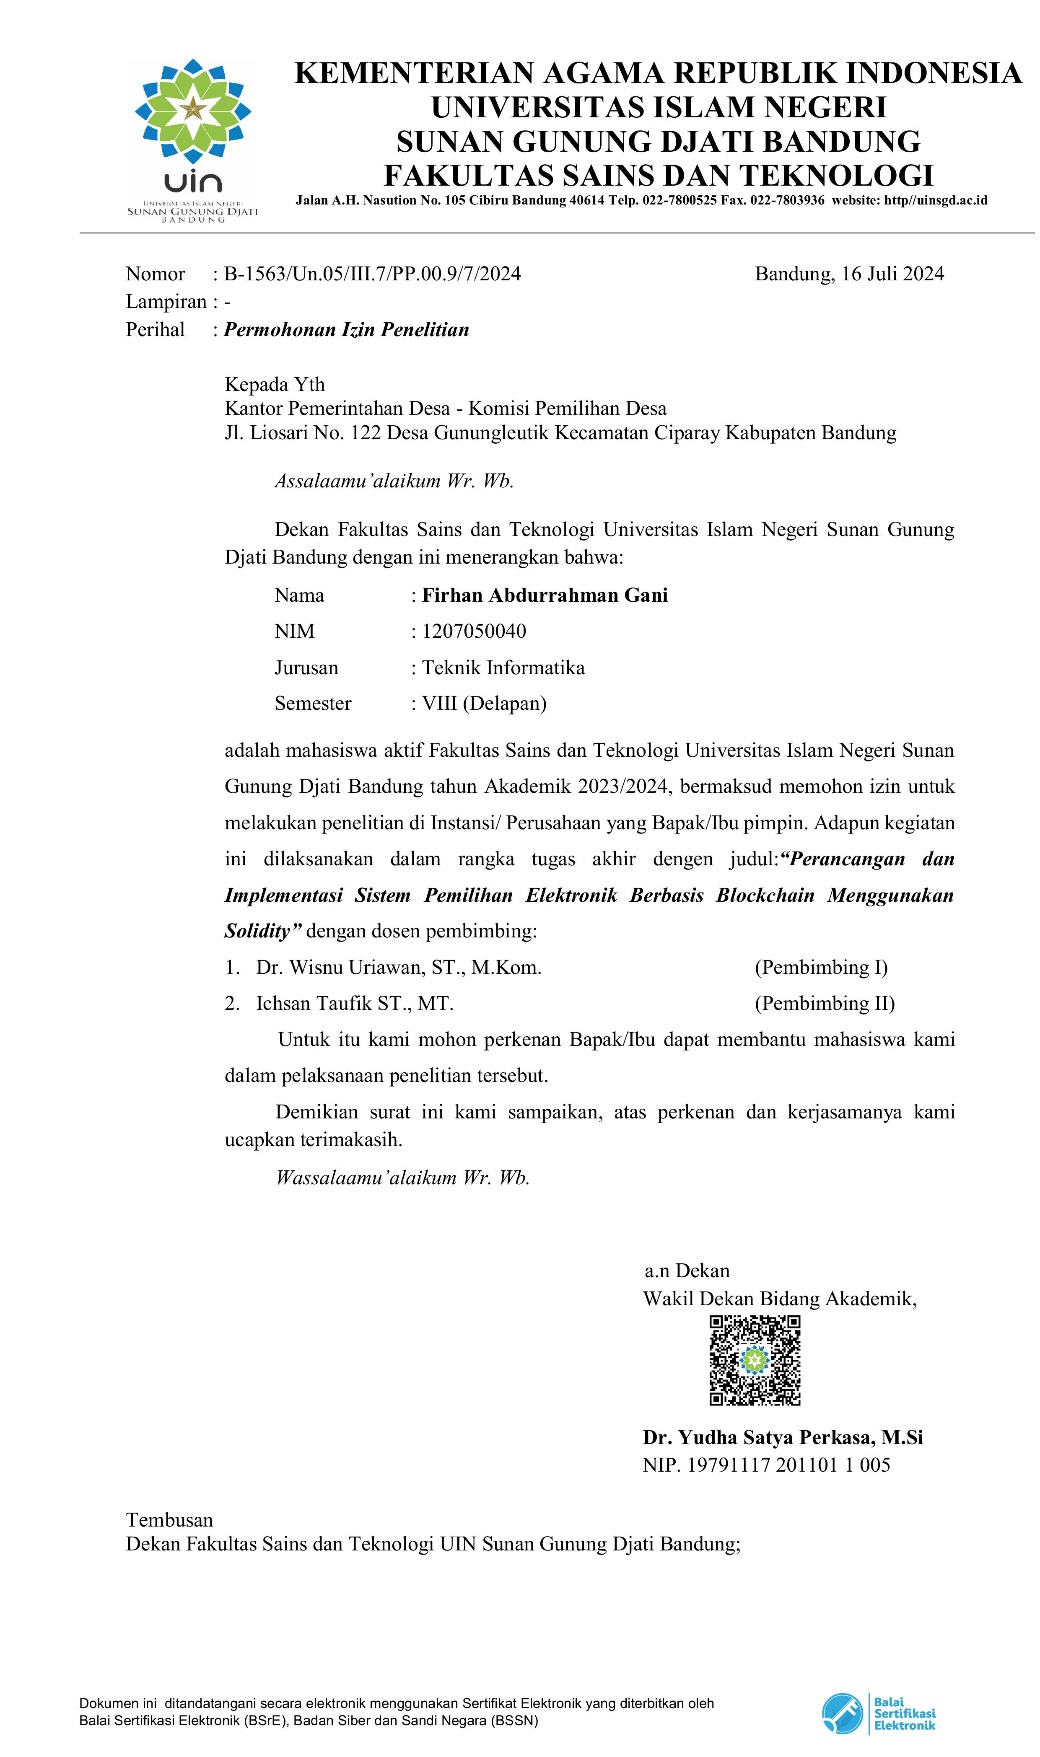 KEMENTERIAN AGAMA REPUBLIK INDONESIA
UNIVERSITAS ISLAM NEGERI
SUNAN GUNUNG DJATI BANDUNG
FAKULTAS SAINS DAN TEKNOLOGI
Jalan A.H. Nasution No. 105 Cibiru Bandung 40614 Telp. 022-7800525 Fax. 022-7803936 website: http//uinsgd.ac.id
uin
UNIVERSITAS ISLAM NEGERI
SUNAN GUNUNG DJATI
BANDUNG
Nomor : B-1563/Un.05/III.7/PP.00.9/7/2024 Bandung, 16 Juli 2024
Lampiran : -
Perihal : Permohonan Izin Penelitian
Kepada Yth
Kantor Pemerintahan Desa - Komisi Pemilihan Desa
Jl. Liosari No. 122 Desa Gunungleutik Kecamatan Ciparay Kabupaten Bandung
Assalaamu’alaikum Wr. Wb.
Dekan Fakultas Sains dan Teknologi Universitas Islam Negeri Sunan Gunung
Djati Bandung dengan ini menerangkan bahwa:
Nama : Firhan Abdurrahman Gani
NIM : 1207050040
Jurusan : Teknik Informatika
Semester : VIII (Delapan)
adalah mahasiswa aktif Fakultas Sains dan Teknologi Universitas Islam Negeri Sunan
Gunung Djati Bandung tahun Akademik 2023/2024, bermaksud memohon izin untuk
melakukan penelitian di Instansi/ Perusahaan yang Bapak/Ibu pimpin. Adapun kegiatan
ini dilaksanakan dalam rangka tugas akhir dengen judul:“Perancangan dan
Implementasi Sistem Pemilihan Elektronik Berbasis Blockchain Menggunakan
Solidity” dengan dosen pembimbing:
1. Dr. Wisnu Uriawan, ST., M.Kom. (Pembimbing I)
2. Ichsan Taufik ST., MT. (Pembimbing II)
Untuk itu kami mohon perkenan Bapak/Ibu dapat membantu mahasiswa kami
dalam pelaksanaan penelitian tersebut.
Demikian surat ini kami sampaikan, atas perkenan dan kerjasamanya kami
ucapkan terimakasih.
Wassalaamu’alaikum Wr. Wb.
a.n Dekan
Wakil Dekan Bidang Akademik,
Dr. Yudha Satya Perkasa, M.Si
NIP. 19791117 201101 1 005
Tembusan
Dekan Fakultas Sains dan Teknologi UIN Sunan Gunung Djati Bandung;
Dokumen ini ditandatangani secara elektronik menggunakan Sertifikat Elektronik yang diterbitkan oleh
Balai Sertifikasi Elektronik (BSrE), Badan Siber dan Sandi Negara (BSSN)
Balai
Sertifikasi
Elektronik